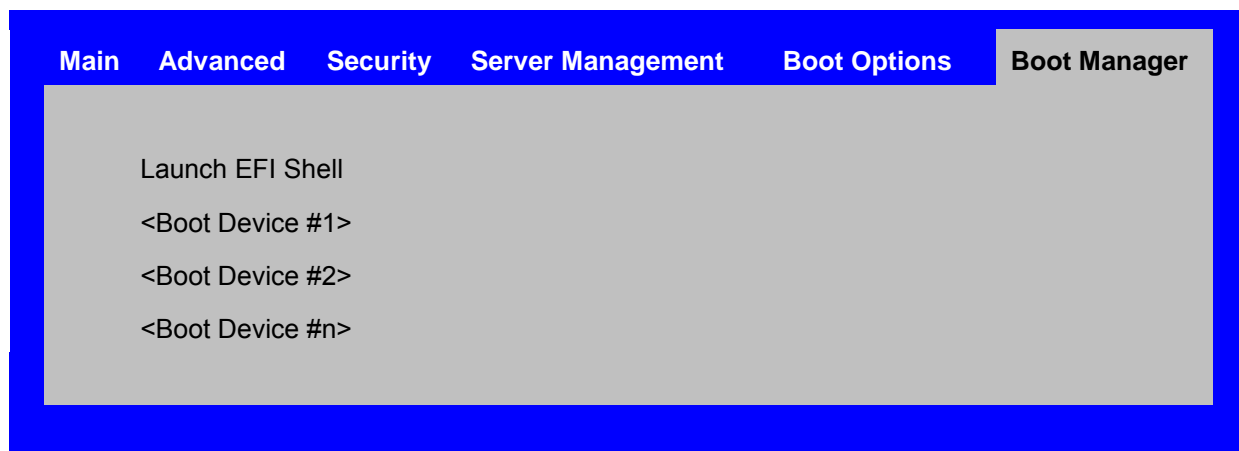 Main Advanced Security Server Management Boot Options Boot Manager
Launch EFI Shell
<Boot Device #1>
<Boot Device #2>
<Boot Device #n>